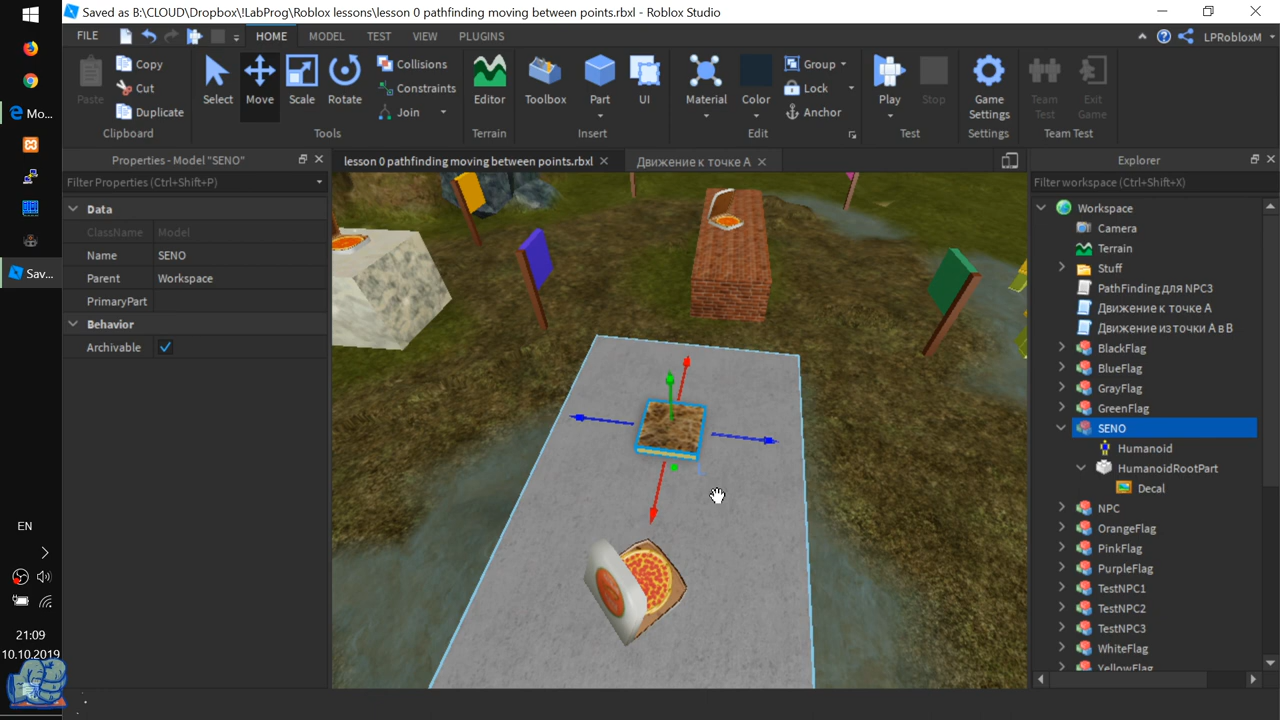 Saved as B:\CLOUD\Dropbox\!LabProg\Roblox lessons\lesson 0 pathfinding moving between points.rbxl - Roblox Studio
FILE
HOME
MODEL
TEST
VIEW
PLUGINS
LPRobloxM
Paste
Copy
Cut
Duplicate
Clipboard
Select
Move
Scale
Rotate
Collisions
Constraints
Join
Tools
Editor
Terrain
Toolbox
Part
UI
Insert
Material
Color
Group
Lock
Anchor
Edit
Play
Stop
Test
Game Settings
Settings
Team Test
Exit Game
Team Test
Mo...
Sav...
Properties - Model "SENO"
Filter Properties (Ctrl+Shift+P)
Data
ClassName Model
Name SENO
Parent Workspace
PrimaryPart
Behavior
Archivable
lesson 0 pathfinding moving between points.rbxl
Движение к точке А
Explorer
Filter workspace (Ctrl+Shift+X)
Workspace
Camera
Terrain
Stuff
PathFinding для NPC3
Движение к точке А
Движение из точки А в В
BlackFlag
BlueFlag
GrayFlag
GreenFlag
SENO
Humanoid
HumanoidRootPart
Decal
NPC
OrangeFlag
PinkFlag
PurpleFlag
TestNPC1
TestNPC2
TestNPC3
WhiteFlag
YellowFlag
EN
21:09
10.10.2019